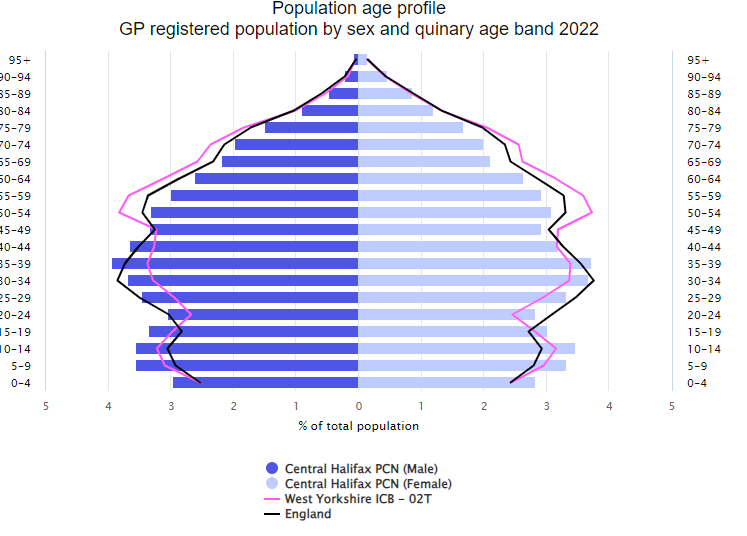 Population age profile
GP registered population by sex and quinary age band 2022
95+ 95+
90-94 90-94
85-89 85-89
80-84 80-84
75-79 75-79
70-74 70-74
65-69 65-69
60-64 60-64
55-59 55-59
50-54 50-54
45-49 45-49
40-44 40-44
35-39 35-39
30-34 30-34
25-29 25-29
20-24 20-24
15-19 15-19
10-14 10-14
5-9 5-9
0-4 0-4
5 4 3 2 1 0 1 2 3 4 5
% of total population
Central Halifax PCN (Male)
Central Halifax PCN (Female)
West Yorkshire ICB - 02T
England